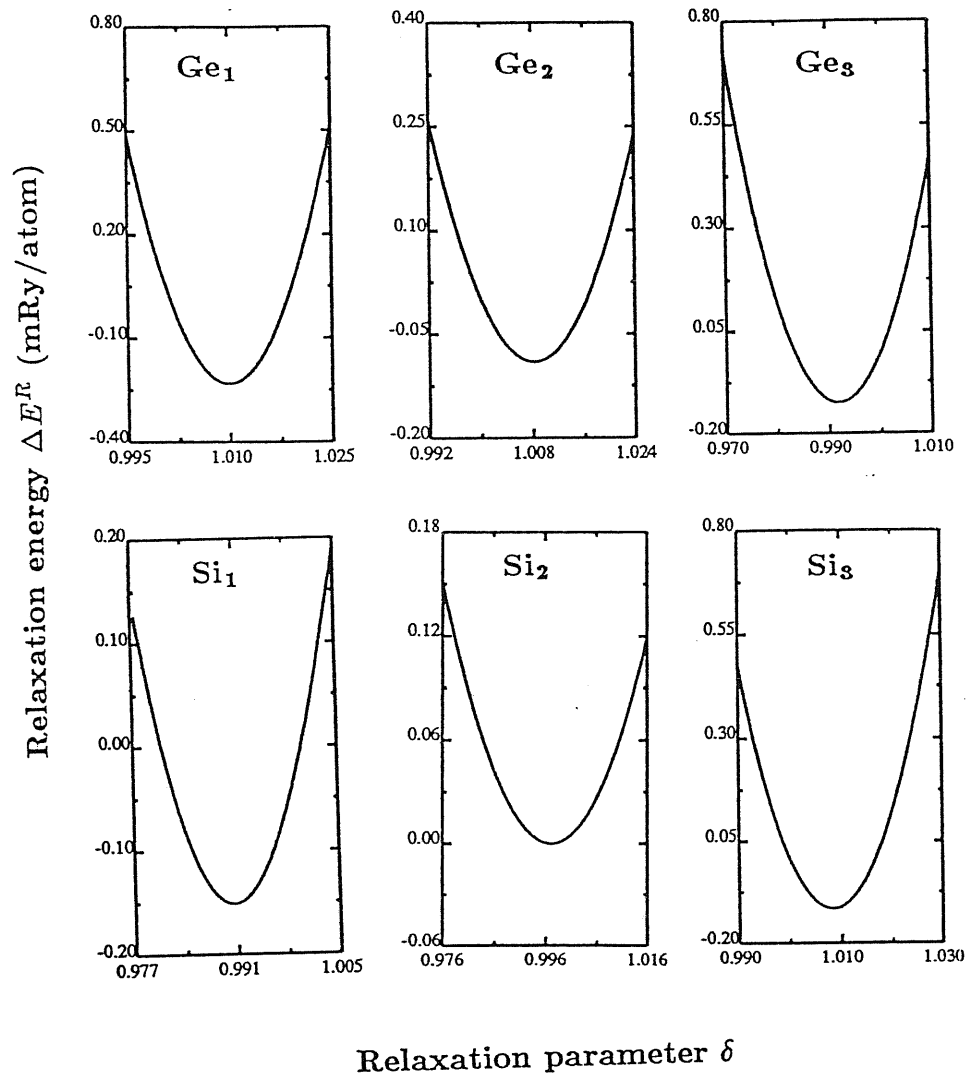 Relaxation energy ΔE^R (mRy/atom)
Ge₁
0.80
0.50
0.20
-0.10
-0.40
0.995 1.010 1.025
Ge₂
0.40
0.25
0.10
-0.05
-0.20
0.992 1.008 1.024
Ge₃
0.80
0.55
0.30
0.05
-0.20
0.970 0.990 1.010
Si₁
0.20
0.10
0.00
-0.10
-0.20
0.977 0.991 1.005
Si₂
0.18
0.12
0.06
0.00
-0.06
0.976 0.996 1.016
Si₃
0.80
0.55
0.30
0.05
-0.20
0.990 1.010 1.030
Relaxation parameter δ